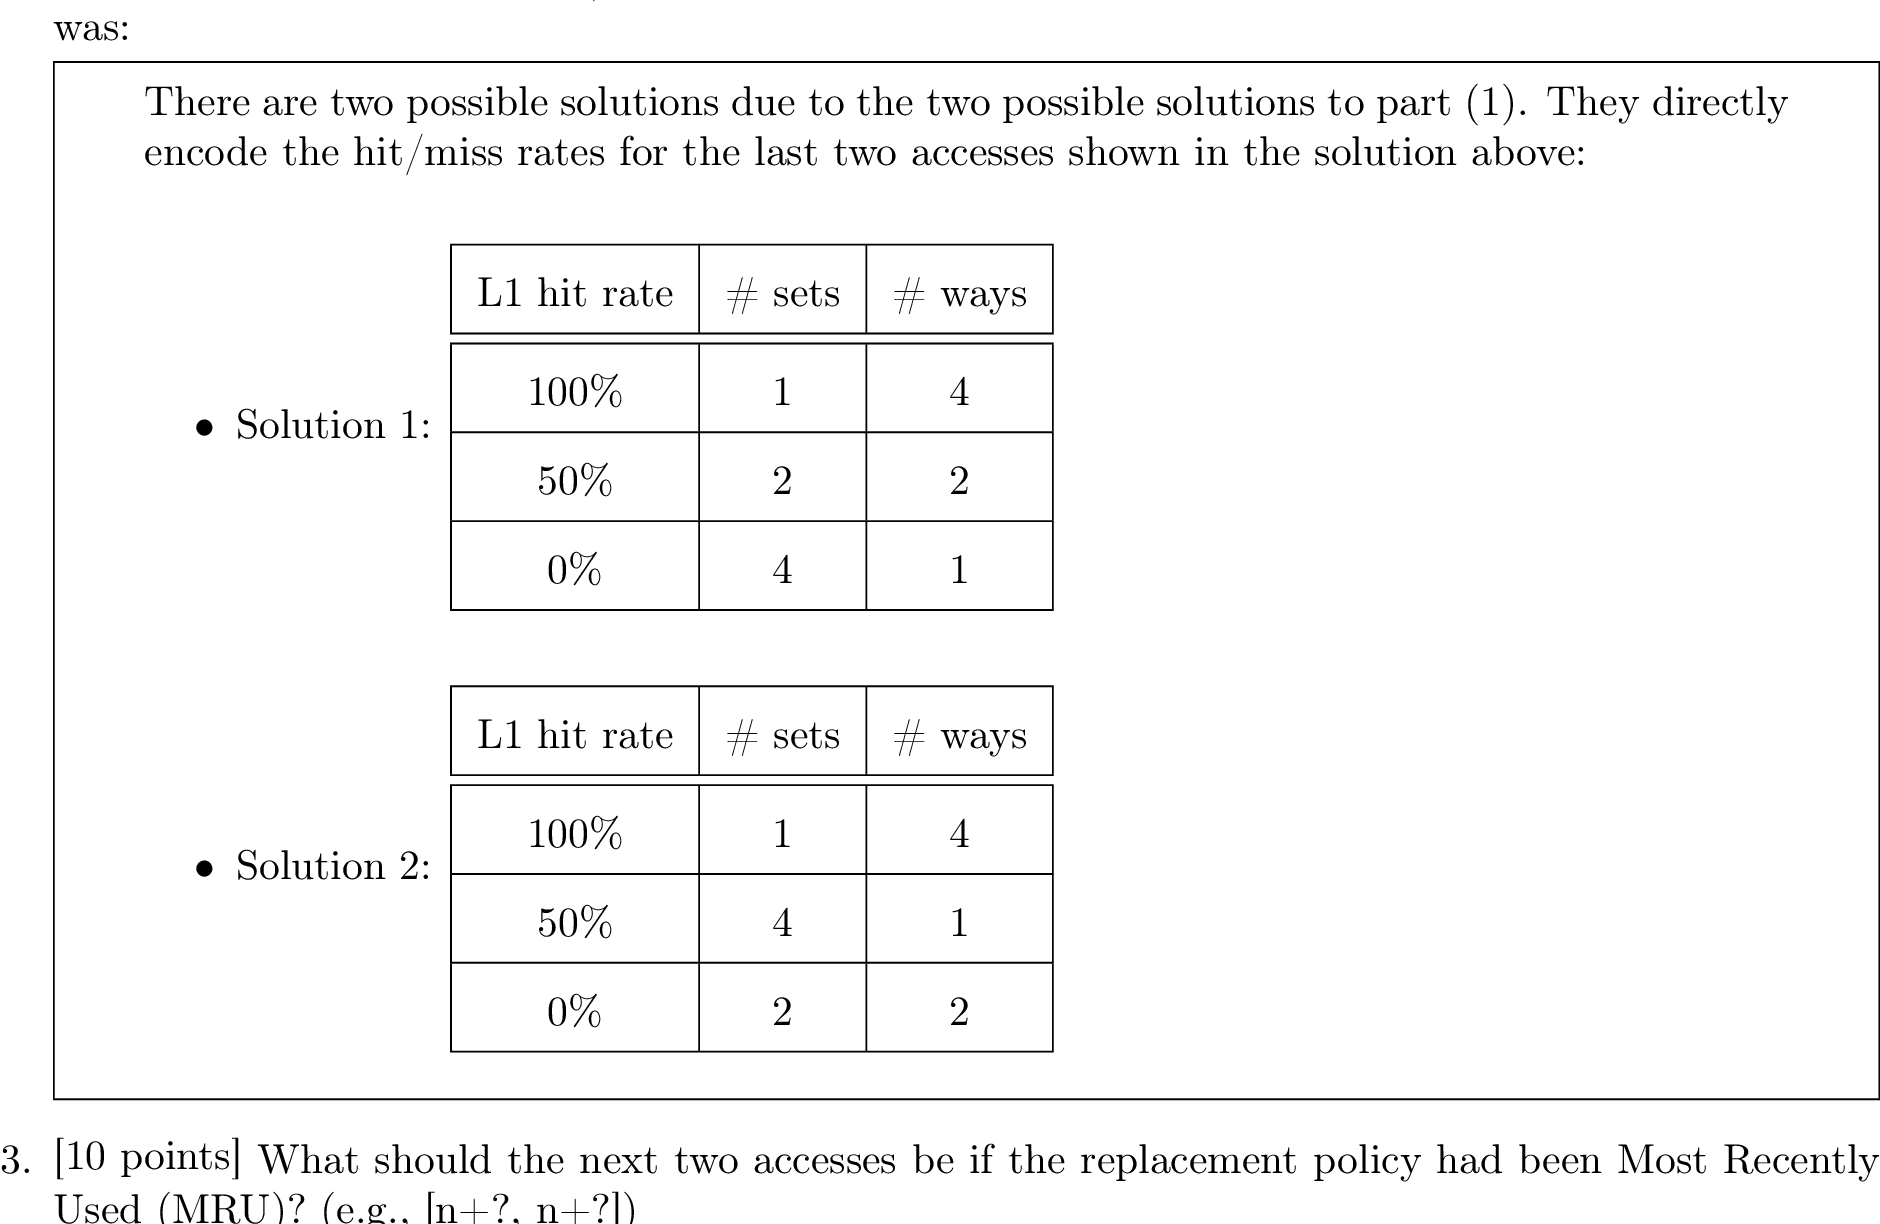 was:
There are two possible solutions due to the two possible solutions to part (1). They directly
encode the hit/miss rates for the last two accesses shown in the solution above:
L1 hit rate # sets # ways
100% 1 4
• Solution 1:
50% 2 2
0% 4 1
L1 hit rate # sets # ways
100% 1 4
• Solution 2:
50% 4 1
0% 2 2
3. [10 points] What should the next two accesses be if the replacement policy had been Most Recently
Used (MRU)? (e.g., [n+?, n+?])